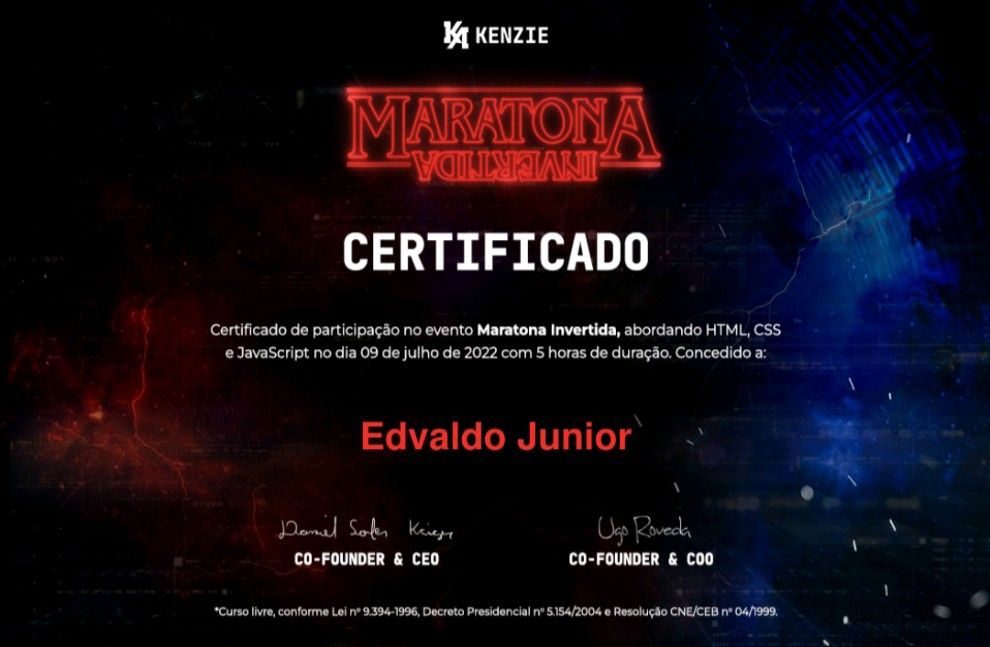 KA KENZIE
MARATONA
INVERTIDA
CERTIFICADO
Certificado de participação no evento Maratona Invertida, abordando HTML, CSS
e JavaScript no dia 09 de julho de 2022 com 5 horas de duração. Concedido a:
Edvaldo Junior
Daniel Ugo Roveda
CO-FOUNDER & CEO CO-FOUNDER & COO
*Curso livre, conforme Lei nº 9.394-1996, Decreto Presidencial nº 5.154/2004 e Resolução CNE/CEB nº 04/1999.